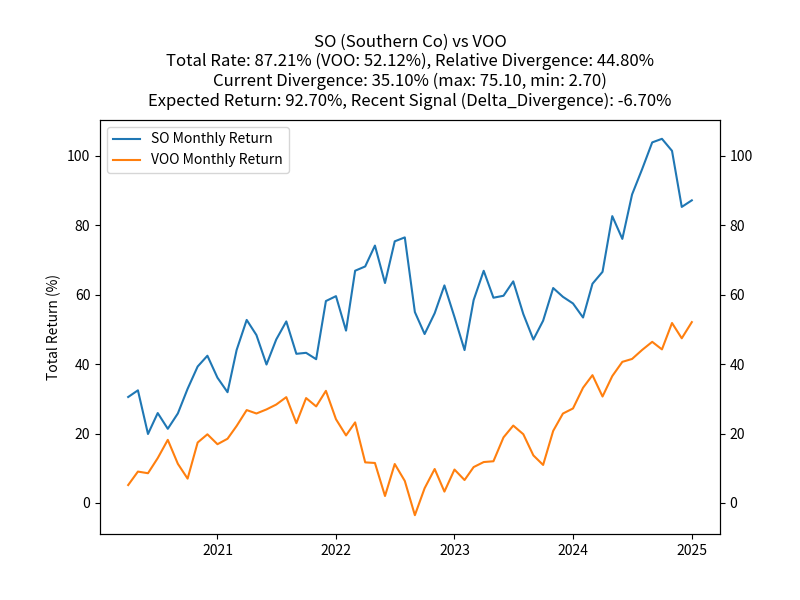 SO (Southern Co) vs VOO
Total Rate: 87.21% (VOO: 52.12%), Relative Divergence: 44.80%
Current Divergence: 35.10% (max: 75.10, min: 2.70)
Expected Return: 92.70%, Recent Signal (Delta_Divergence): -6.70%
SO Monthly Return
VOO Monthly Return
Total Return (%)
100 100
80 80
60 60
40 40
20 20
0 0
2021 2022 2023 2024 2025